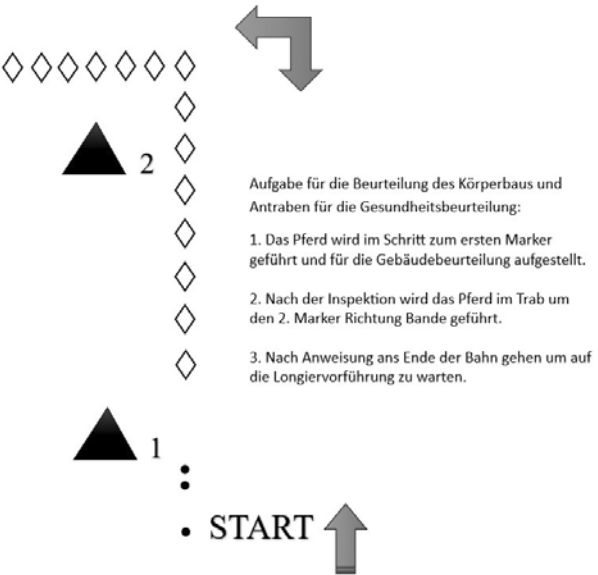 2
Aufgabe für die Beurteilung des Körperbaus und
Antraben für die Gesundheitsbeurteilung:
1. Das Pferd wird im Schritt zum ersten Marker
geführt und für die Gebäudebeurteilung aufgestellt.
2. Nach der Inspektion wird das Pferd im Trab um
den 2. Marker Richtung Bande geführt.
3. Nach Anweisung ans Ende der Bahn gehen um auf
die Longiervorführung zu warten.
1
START